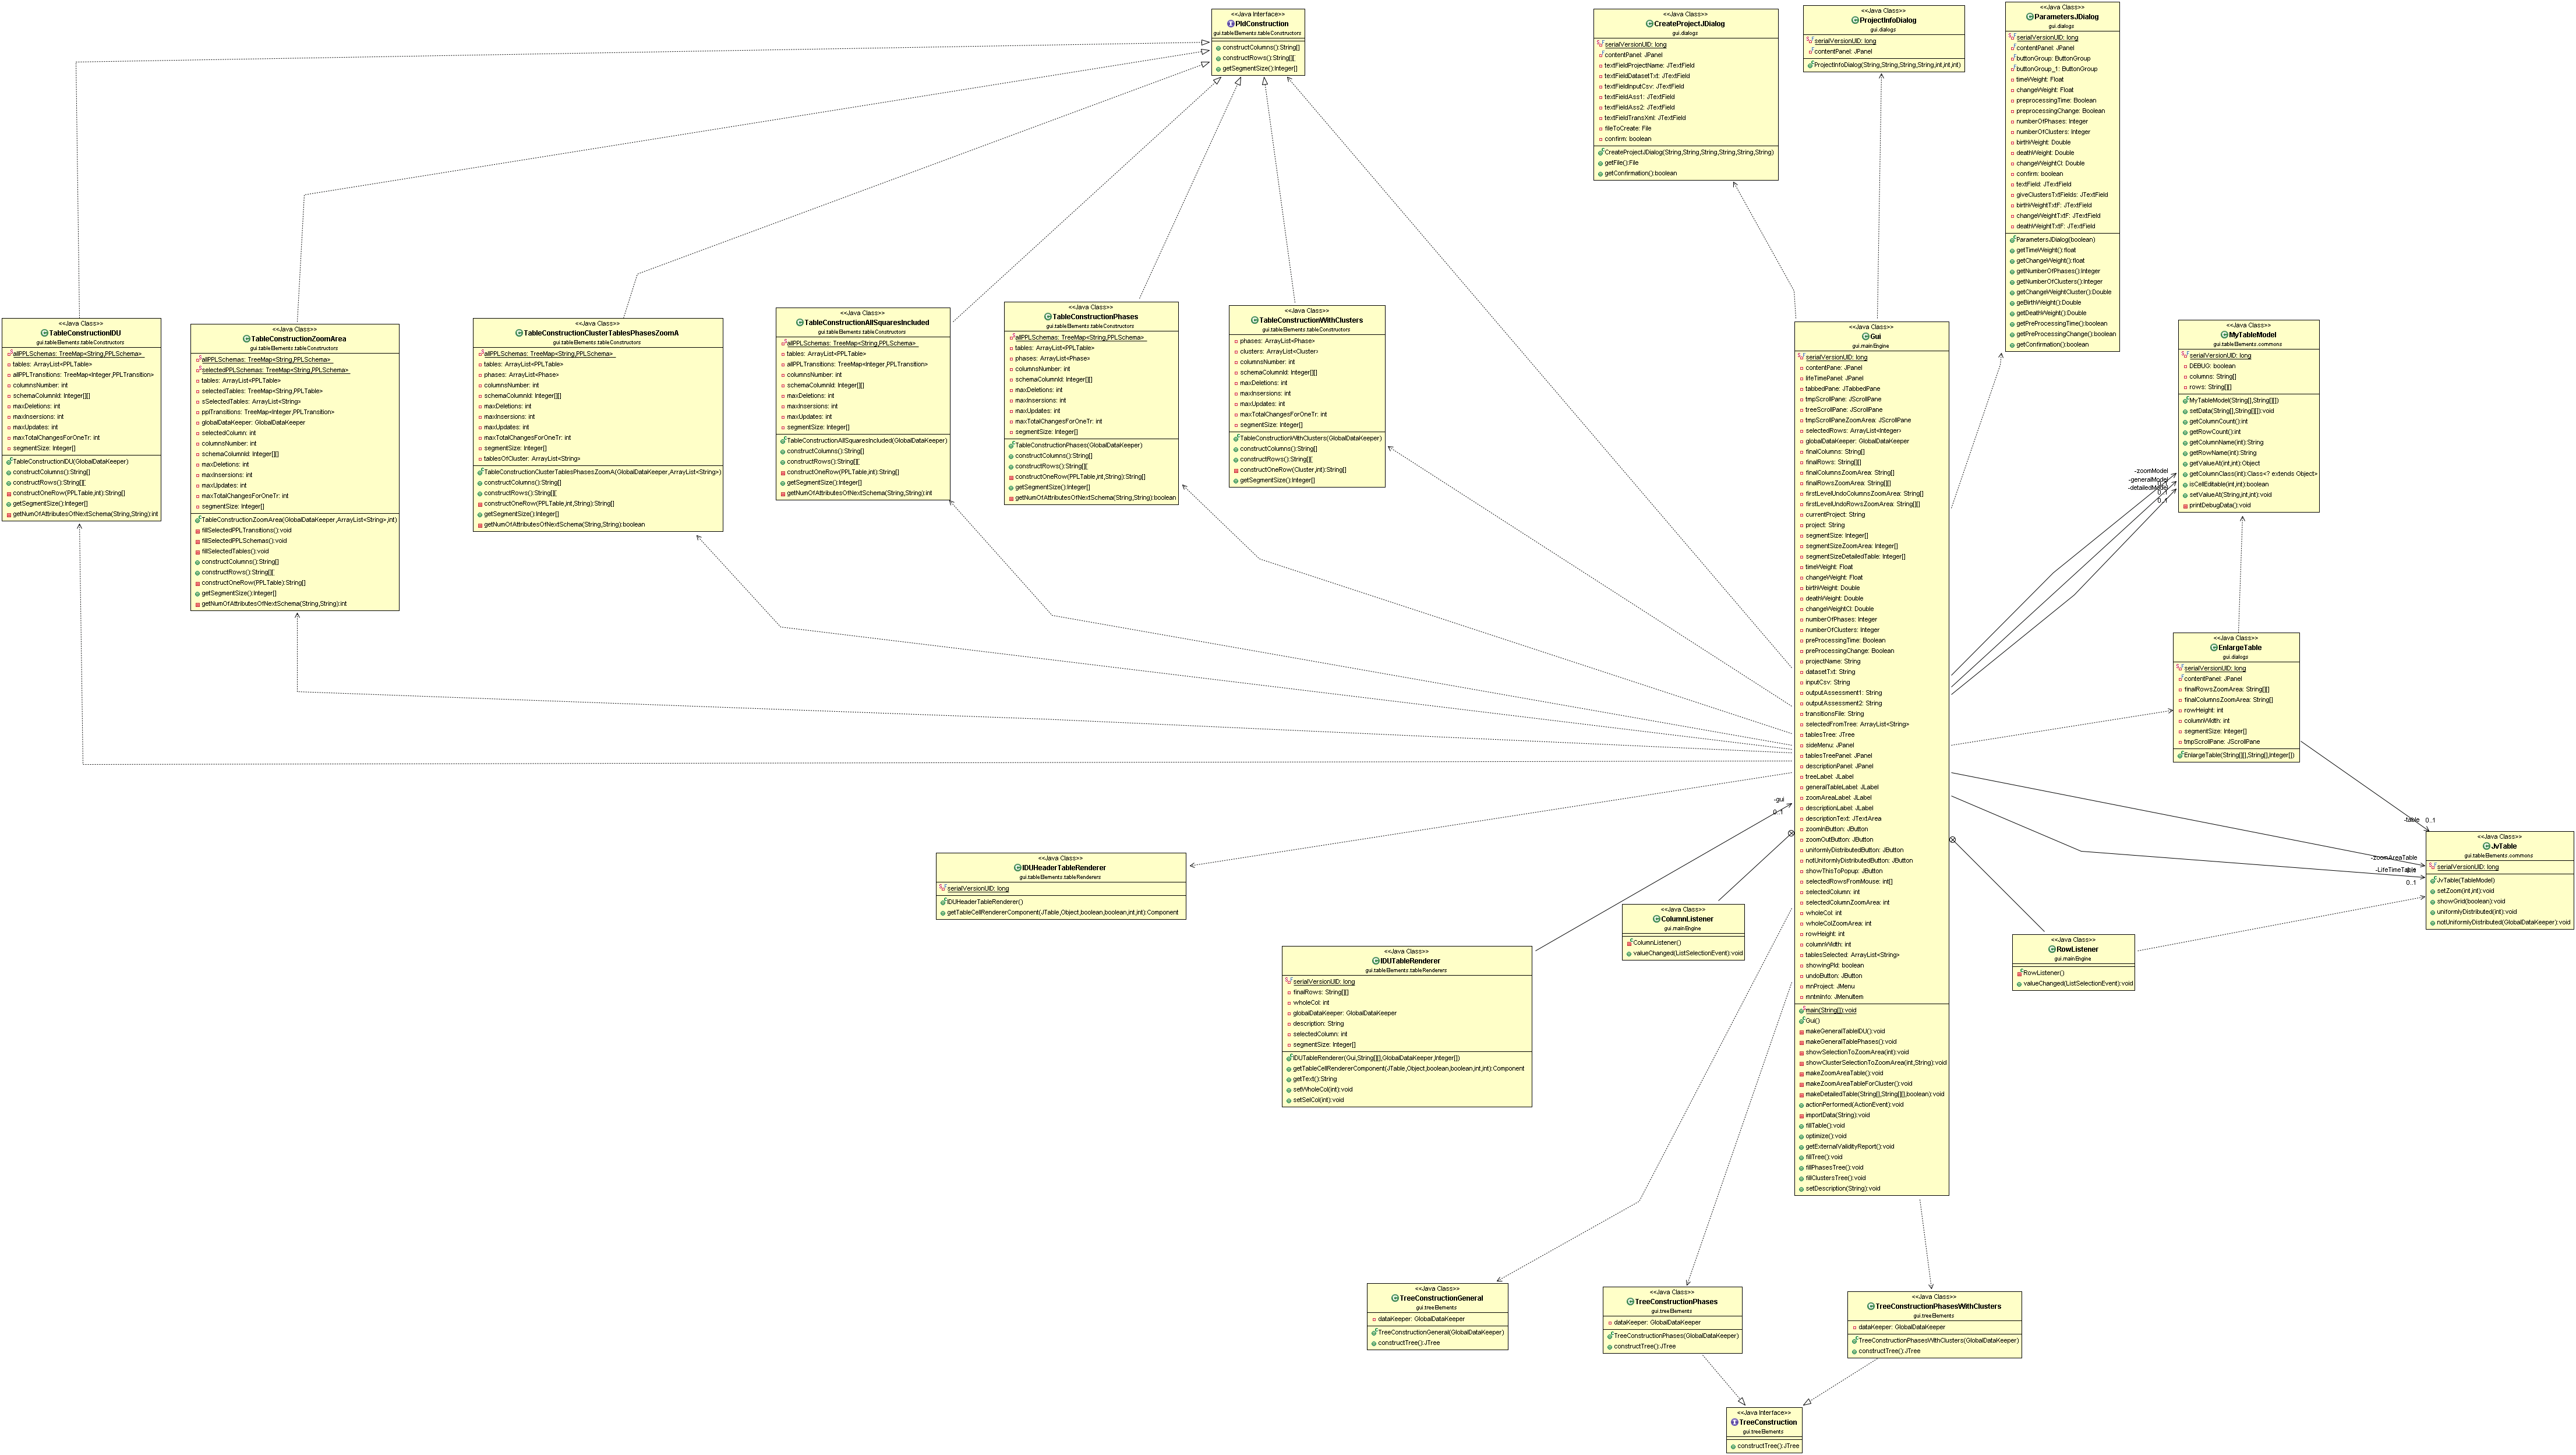 <<Java Interface>>
PldConstruction
gui.tableElements.tableConstructors
constructColumns():String[]
constructRows():String[][]
getSegmentSize():Integer[]
<<Java Class>>
CreateProjectJDialog
gui.dialogs
serialVersionUID: long
contentPanel: JPanel
textFieldProjectName: JTextField
textFieldDatasetTxt: JTextField
textFieldInputCsv: JTextField
textFieldAss1: JTextField
textFieldAss2: JTextField
textFieldTransXml: JTextField
fileToCreate: File
confirm: boolean
CreateProjectJDialog(String,String,String,String,String,String)
getFile():File
getConfirmation():boolean
<<Java Class>>
ProjectInfoDialog
gui.dialogs
serialVersionUID: long
contentPanel: JPanel
ProjectInfoDialog(String,String,String,String,int,int,int)
<<Java Class>>
ParametersJDialog
gui.dialogs
serialVersionUID: long
contentPanel: JPanel
buttonGroup: ButtonGroup
buttonGroup_1: ButtonGroup
timeWeight: Float
changeWeight: Float
preprocessingTime: Boolean
preprocessingChange: Boolean
numberOfPhases: Integer
numberOfClusters: Integer
birthWeight: Double
deathWeight: Double
changeWeightCl: Double
confirm: boolean
textField: JTextField
giveClustersTxtFields: JTextField
birthWeightTxtF: JTextField
changeWeightTxtF: JTextField
deathWeightTxtF: JTextField
ParametersJDialog(boolean)
getTimeWeight():float
getChangeWeight():float
getNumberOfPhases():Integer
getNumberOfClusters():Integer
getChangeWeightCluster():Double
geBirthWeight():Double
getDeathWeight():Double
getPreProcessingTime():boolean
getPreProcessingChange():boolean
getConfirmation():boolean
<<Java Class>>
TableConstructionIDU
gui.tableElements.tableConstructors
allPPLSchemas: TreeMap<String,PPLSchema>
tables: ArrayList<PPLTable>
allPPLTransitions: TreeMap<Integer,PPLTransition>
columnsNumber: int
schemaColumnId: Integer[][]
maxDeletions: int
maxInsersions: int
maxUpdates: int
maxTotalChangesForOneTr: int
segmentSize: Integer[]
TableConstructionIDU(GlobalDataKeeper)
constructColumns():String[]
constructRows():String[][]
constructOneRow(PPLTable,int):String[]
getSegmentSize():Integer[]
getNumOfAttributesOfNextSchema(String,String):int
<<Java Class>>
TableConstructionZoomArea
gui.tableElements.tableConstructors
allPPLSchemas: TreeMap<String,PPLSchema>
selectedPPLSchemas: TreeMap<String,PPLSchema>
tables: ArrayList<PPLTable>
selectedTables: TreeMap<String,PPLTable>
sSelectedTables: ArrayList<String>
pplTransitions: TreeMap<Integer,PPLTransition>
globalDataKeeper: GlobalDataKeeper
selectedColumn: int
columnsNumber: int
schemaColumnId: Integer[][]
maxDeletions: int
maxInsersions: int
maxUpdates: int
maxTotalChangesForOneTr: int
segmentSize: Integer[]
TableConstructionZoomArea(GlobalDataKeeper,ArrayList<String>,int)
fillSelectedPPLTransitions():void
fillSelectedPPLSchemas():void
fillSelectedTables():void
constructColumns():String[]
constructRows():String[][]
constructOneRow(PPLTable):String[]
getSegmentSize():Integer[]
getNumOfAttributesOfNextSchema(String,String):int
<<Java Class>>
TableConstructionClusterTablesPhasesZoomA
gui.tableElements.tableConstructors
allPPLSchemas: TreeMap<String,PPLSchema>
tables: ArrayList<PPLTable>
phases: ArrayList<Phase>
columnsNumber: int
schemaColumnId: Integer[][]
maxDeletions: int
maxInsersions: int
maxUpdates: int
maxTotalChangesForOneTr: int
segmentSize: Integer[]
tablesOfCluster: ArrayList<String>
TableConstructionClusterTablesPhasesZoomA(GlobalDataKeeper,ArrayList<String>)
constructColumns():String[]
constructRows():String[][]
constructOneRow(PPLTable,int,String):String[]
getSegmentSize():Integer[]
getNumOfAttributesOfNextSchema(String,String):boolean
<<Java Class>>
TableConstructionAllSquaresIncluded
gui.tableElements.tableConstructors
allPPLSchemas: TreeMap<String,PPLSchema>
tables: ArrayList<PPLTable>
allPPLTransitions: TreeMap<Integer,PPLTransition>
columnsNumber: int
schemaColumnId: Integer[][]
maxDeletions: int
maxInsersions: int
maxUpdates: int
segmentSize: Integer[]
TableConstructionAllSquaresIncluded(GlobalDataKeeper)
constructColumns():String[]
constructRows():String[][]
constructOneRow(PPLTable,int):String[]
getSegmentSize():Integer[]
getNumOfAttributesOfNextSchema(String,String):int
<<Java Class>>
TableConstructionPhases
gui.tableElements.tableConstructors
allPPLSchemas: TreeMap<String,PPLSchema>
tables: ArrayList<PPLTable>
phases: ArrayList<Phase>
columnsNumber: int
schemaColumnId: Integer[][]
maxDeletions: int
maxInsersions: int
maxUpdates: int
maxTotalChangesForOneTr: int
segmentSize: Integer[]
TableConstructionPhases(GlobalDataKeeper)
constructColumns():String[]
constructRows():String[][]
constructOneRow(PPLTable,int,String):String[]
getSegmentSize():Integer[]
getNumOfAttributesOfNextSchema(String,String):boolean
<<Java Class>>
TableConstructionWithClusters
gui.tableElements.tableConstructors
phases: ArrayList<Phase>
clusters: ArrayList<Cluster>
columnsNumber: int
schemaColumnId: Integer[][]
maxDeletions: int
maxInsersions: int
maxUpdates: int
maxTotalChangesForOneTr: int
segmentSize: Integer[]
TableConstructionWithClusters(GlobalDataKeeper)
constructColumns():String[]
constructRows():String[][]
constructOneRow(Cluster,int):String[]
getSegmentSize():Integer[]
<<Java Class>>
Gui
gui.mainEngine
serialVersionUID: long
contentPane: JPanel
lifeTimePanel: JPanel
tabbedPane: JTabbedPane
tmpScrollPane: JScrollPane
treeScrollPane: JScrollPane
tmpScrollPaneZoomArea: JScrollPane
selectedRows: ArrayList<Integer>
globalDataKeeper: GlobalDataKeeper
finalColumns: String[]
finalRows: String[][]
finalColumnsZoomArea: String[]
finalRowsZoomArea: String[][]
firstLevelUndoColumnsZoomArea: String[]
firstLevelUndoRowsZoomArea: String[][]
currentProject: String
project: String
segmentSize: Integer[]
segmentSizeZoomArea: Integer[]
segmentSizeDetailedTable: Integer[]
timeWeight: Float
changeWeight: Float
birthWeight: Double
deathWeight: Double
changeWeightCl: Double
numberOfPhases: Integer
numberOfClusters: Integer
preProcessingTime: Boolean
preProcessingChange: Boolean
projectName: String
datasetTxt: String
inputCsv: String
outputAssessment1: String
outputAssessment2: String
transitionsFile: String
selectedFromTree: ArrayList<String>
tablesTree: JTree
sideMenu: JPanel
tablesTreePanel: JPanel
descriptionPanel: JPanel
treeLabel: JLabel
generalTableLabel: JLabel
zoomAreaLabel: JLabel
descriptionLabel: JLabel
descriptionText: JTextArea
zoomInButton: JButton
zoomOutButton: JButton
uniformlyDistributedButton: JButton
notUniformlyDistributedButton: JButton
showThisToPopup: JButton
selectedRowsFromMouse: int[]
selectedColumn: int
selectedColumnZoomArea: int
wholeCol: int
wholeColZoomArea: int
rowHeight: int
columnWidth: int
tablesSelected: ArrayList<String>
showingPld: boolean
undoButton: JButton
mnProject: JMenu
mntmInfo: JMenuItem
main(String[]):void
Gui()
makeGeneralTableIDU():void
makeGeneralTablePhases():void
showSelectionToZoomArea(int):void
showClusterSelectionToZoomArea(int,String):void
makeZoomAreaTable():void
makeZoomAreaTableForCluster():void
makeDetailedTable(String[],String[][],boolean):void
actionPerformed(ActionEvent):void
importData(String):void
fillTable():void
optimize():void
getExternalValidityReport():void
fillTree():void
fillPhasesTree():void
fillClustersTree():void
setDescription(String):void
<<Java Class>>
MyTableModel
gui.tableElements.commons
serialVersionUID: long
DEBUG: boolean
columns: String[]
rows: String[][]
MyTableModel(String[],String[][])
setData(String[],String[][]):void
getColumnCount():int
getRowCount():int
getColumnName(int):String
getRowName(int):String
getValueAt(int,int):Object
getColumnClass(int):Class<? extends Object>
isCellEditable(int,int):boolean
setValueAt(String,int,int):void
printDebugData():void
-zoomModel
-generalModel
-detailedModel
0..1
0..1
<<Java Class>>
EnlargeTable
gui.dialogs
serialVersionUID: long
contentPanel: JPanel
finalRowsZoomArea: String[][]
finalColumnsZoomArea: String[]
rowHeight: int
columnWidth: int
segmentSize: Integer[]
tmpScrollPane: JScrollPane
EnlargeTable(String[][],String[],Integer[])
-table 0..1
<<Java Class>>
JvTable
gui.tableElements.commons
serialVersionUID: long
JvTable(TableModel)
setZoom(int,int):void
showGrid(boolean):void
uniformlyDistributed(int):void
notUniformlyDistributed(GlobalDataKeeper):void
-zoomAreaTable
-LifeTimeTable
0..1
-gui
0..1
<<Java Class>>
IDUHeaderTableRenderer
gui.tableElements.tableRenderers
serialVersionUID: long
IDUHeaderTableRenderer()
getTableCellRendererComponent(JTable,Object,boolean,boolean,int,int):Component
<<Java Class>>
ColumnListener
gui.mainEngine
ColumnListener()
valueChanged(ListSelectionEvent):void
<<Java Class>>
RowListener
gui.mainEngine
RowListener()
valueChanged(ListSelectionEvent):void
<<Java Class>>
IDUTableRenderer
gui.tableElements.tableRenderers
serialVersionUID: long
finalRows: String[][]
wholeCol: int
globalDataKeeper: GlobalDataKeeper
description: String
selectedColumn: int
segmentSize: Integer[]
IDUTableRenderer(Gui,String[][],GlobalDataKeeper,Integer[])
getTableCellRendererComponent(JTable,Object,boolean,boolean,int,int):Component
getText():String
setWholeCol(int):void
setSelCol(int):void
<<Java Class>>
TreeConstructionGeneral
gui.treeElements
dataKeeper: GlobalDataKeeper
TreeConstructionGeneral(GlobalDataKeeper)
constructTree():JTree
<<Java Class>>
TreeConstructionPhases
gui.treeElements
dataKeeper: GlobalDataKeeper
TreeConstructionPhases(GlobalDataKeeper)
constructTree():JTree
<<Java Class>>
TreeConstructionPhasesWithClusters
gui.treeElements
dataKeeper: GlobalDataKeeper
TreeConstructionPhasesWithClusters(GlobalDataKeeper)
constructTree():JTree
<<Java Interface>>
TreeConstruction
gui.treeElements
constructTree():JTree